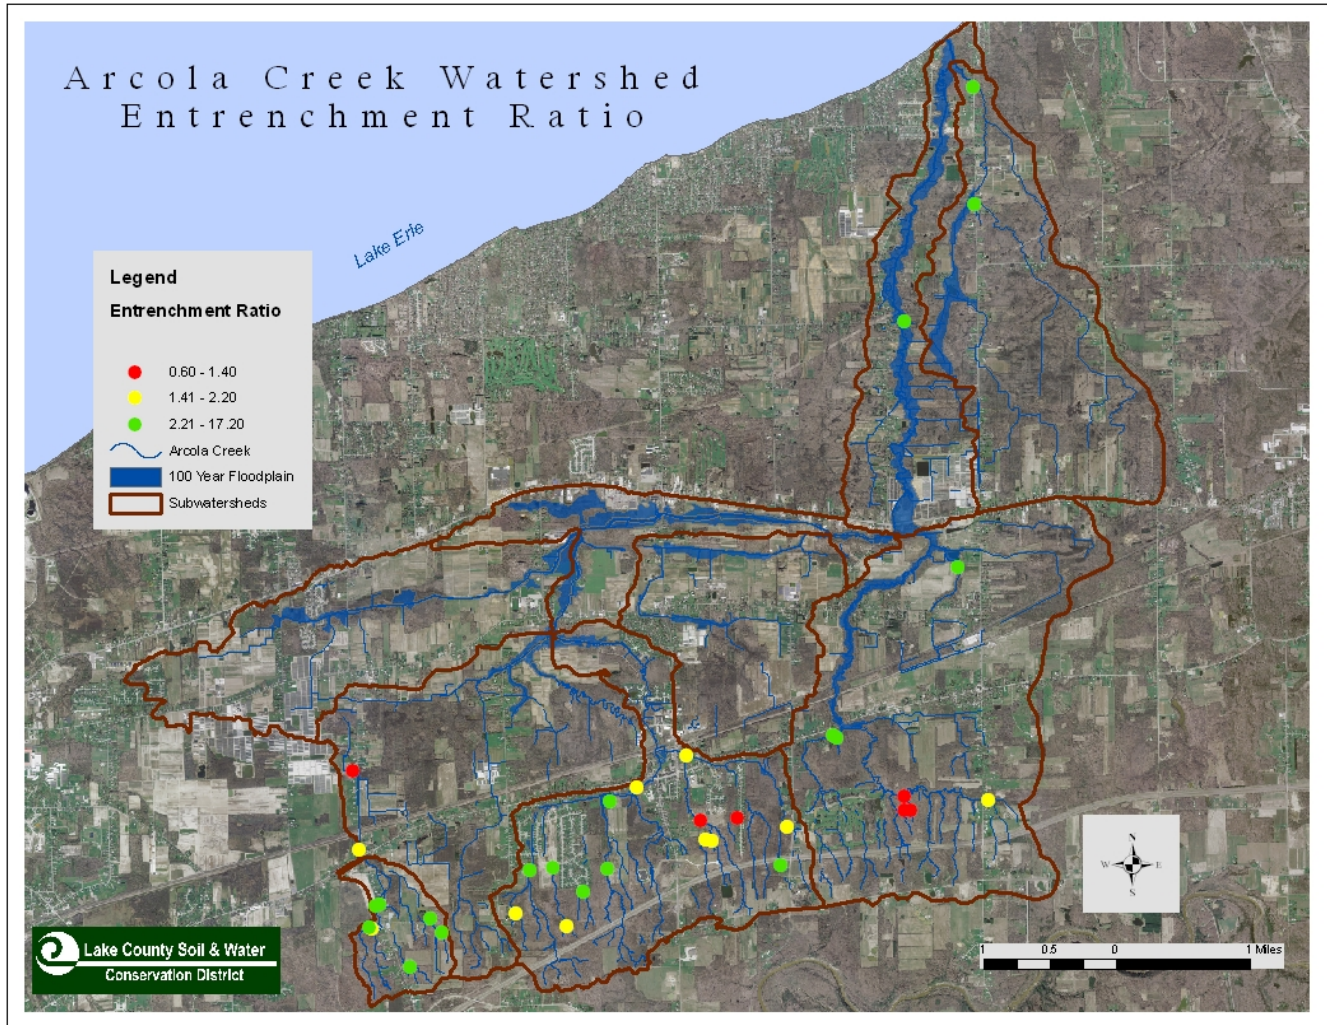 Arcola Creek Watershed
Entrenchment Ratio
Lake Erie
Legend
Entrenchment Ratio
0.60 - 1.40
1.41 - 2.20
2.21 - 17.20
Arcola Creek
100 Year Floodplain
Subwatersheds
N
W E
S
Lake County Soil & Water
Conservation District
1 0.5 0 1 Miles